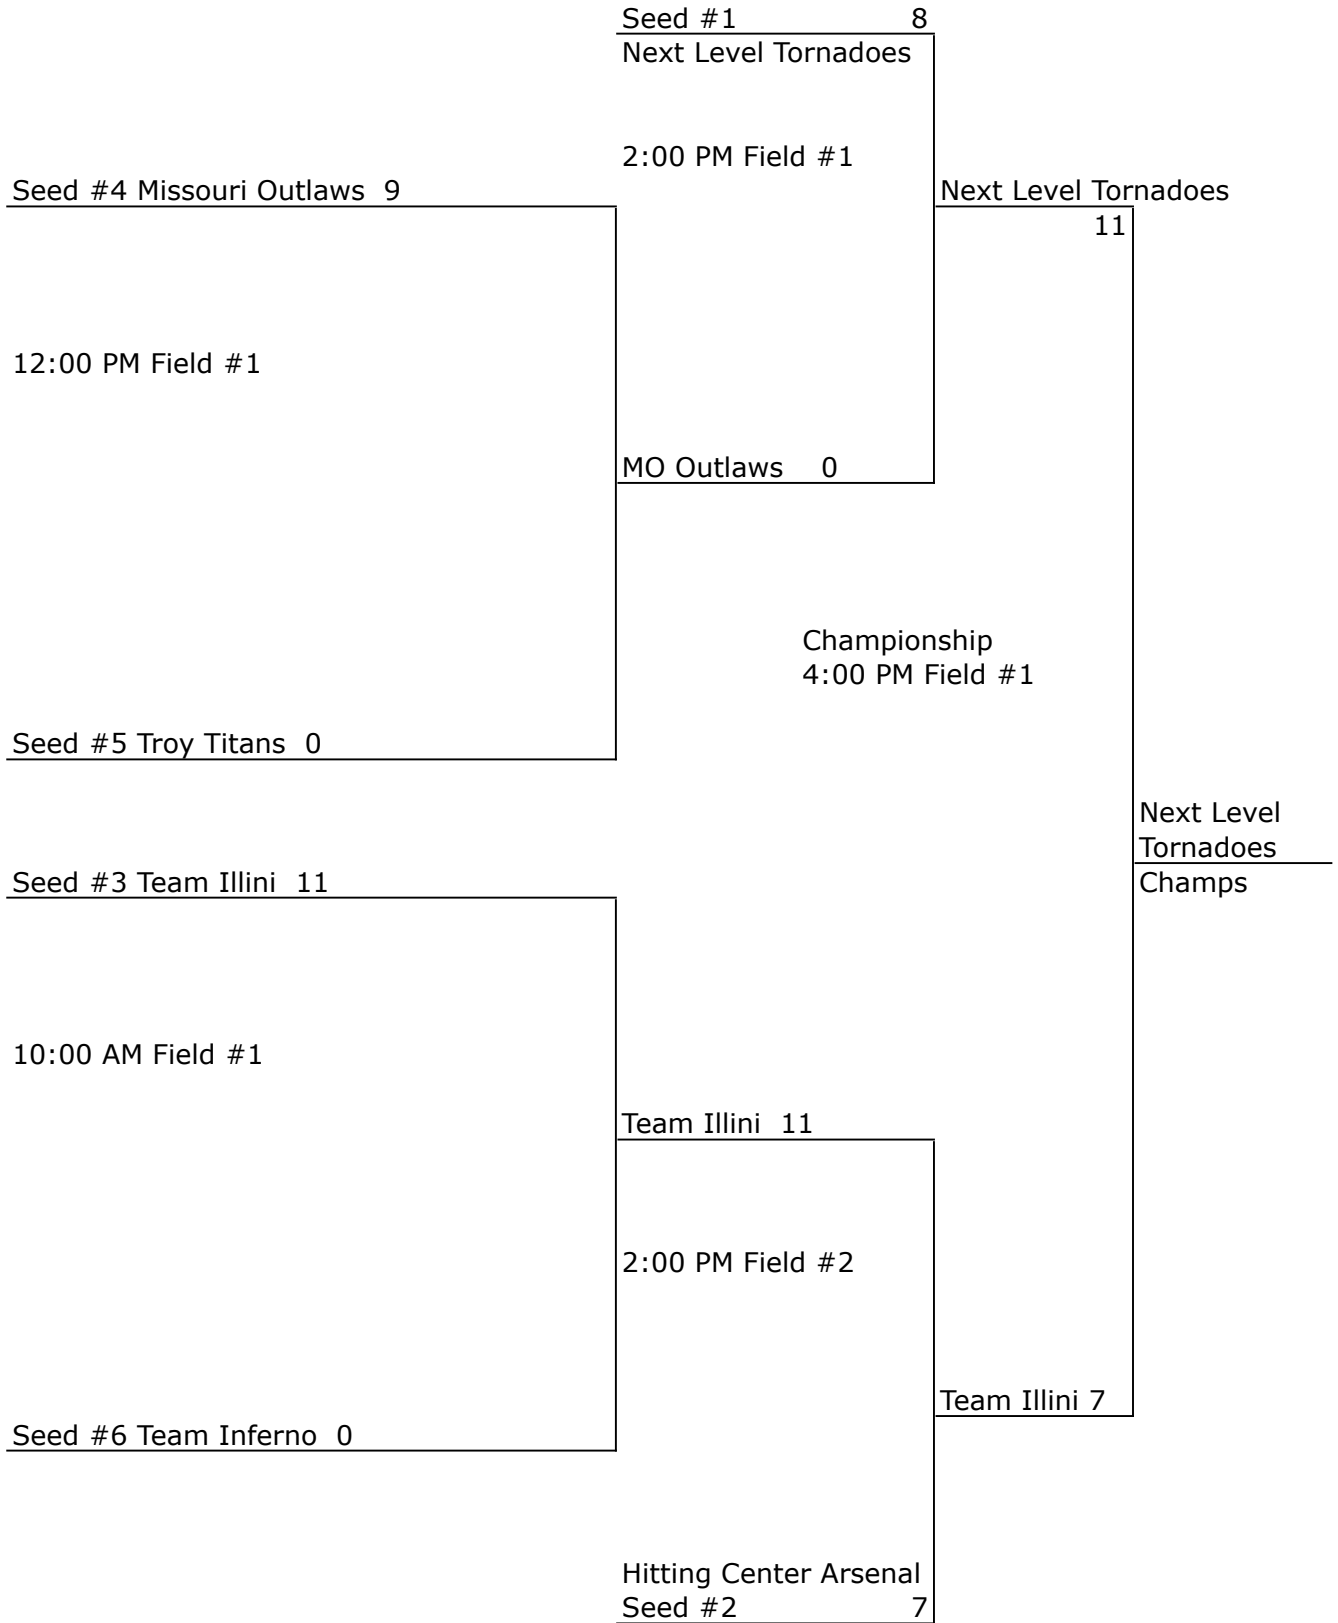 Seed #1 8
Next Level Tornadoes
2:00 PM Field #1
Seed #4 Missouri Outlaws 9
Next Level Tornadoes
11
12:00 PM Field #1
MO Outlaws 0
Championship
4:00 PM Field #1
Seed #5 Troy Titans 0
Next Level
Tornadoes
Champs
Seed #3 Team Illini 11
10:00 AM Field #1
Team Illini 11
2:00 PM Field #2
Team Illini 7
Seed #6 Team Inferno 0
Hitting Center Arsenal
Seed #2 7